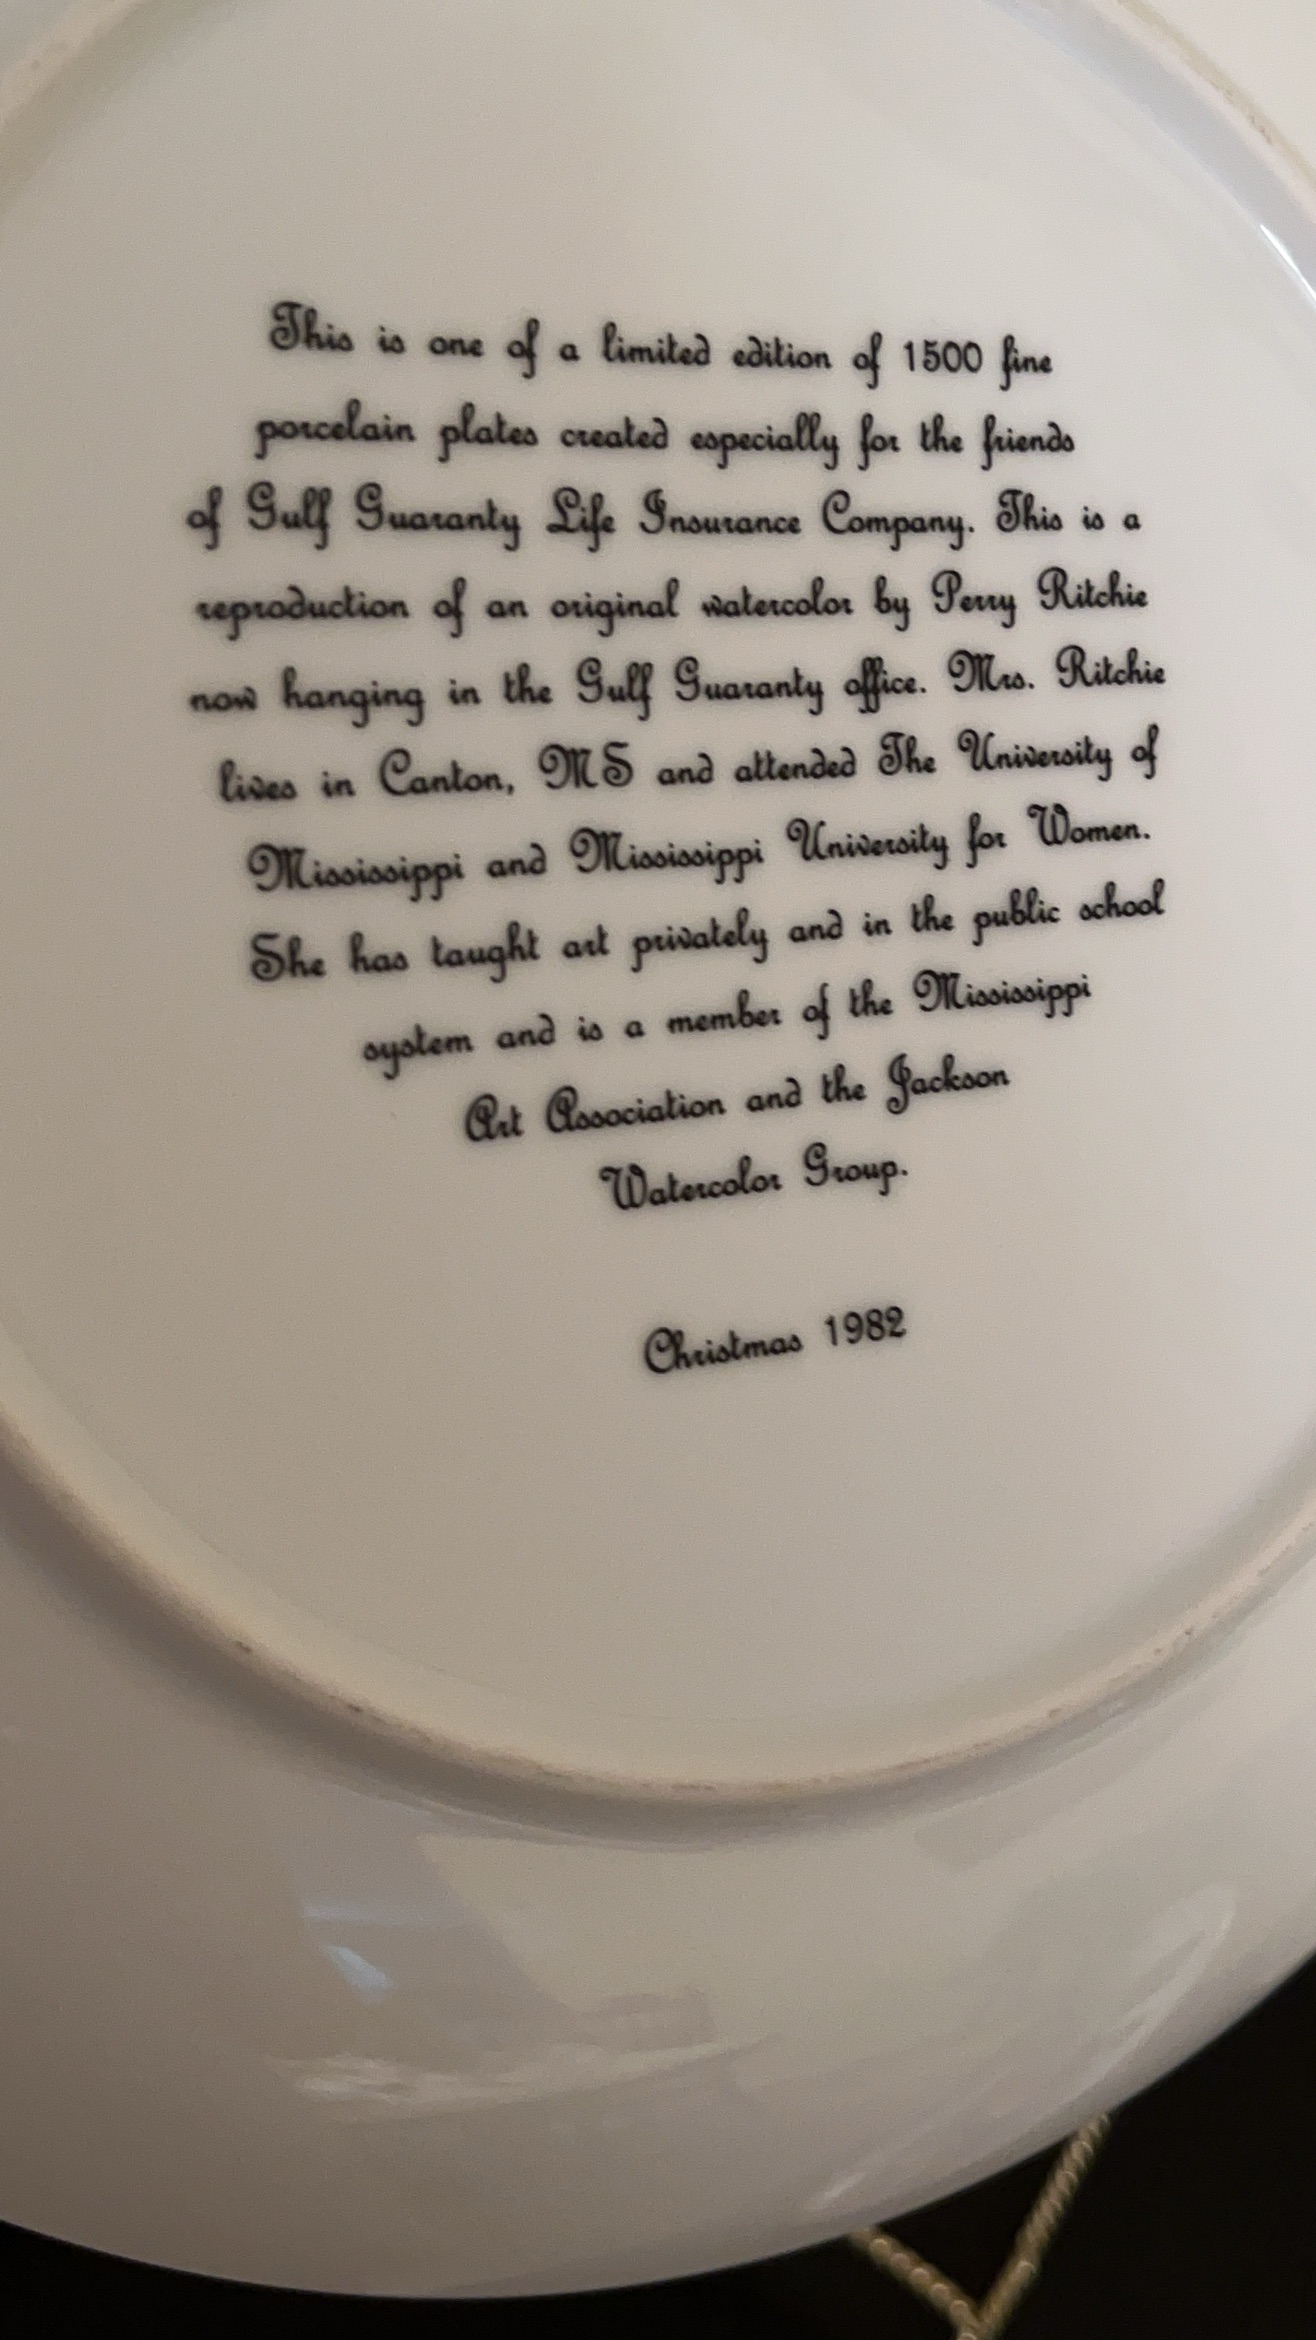 This is one of a limited edition of 1500 fine
porcelain plates created especially for the friends
of Gulf Guaranty Life Insurance Company. This is a
reproduction of an original watercolor by Perry Ritchie
now hanging in the Gulf Guaranty office. Mrs. Ritchie
lives in Canton, MS and attended The University of
Mississippi and Mississippi University for Women.
She has taught art privately and in the public school
system and is a member of the Mississippi
Art Association and the Jackson
Watercolor Group.
Christmas 1982